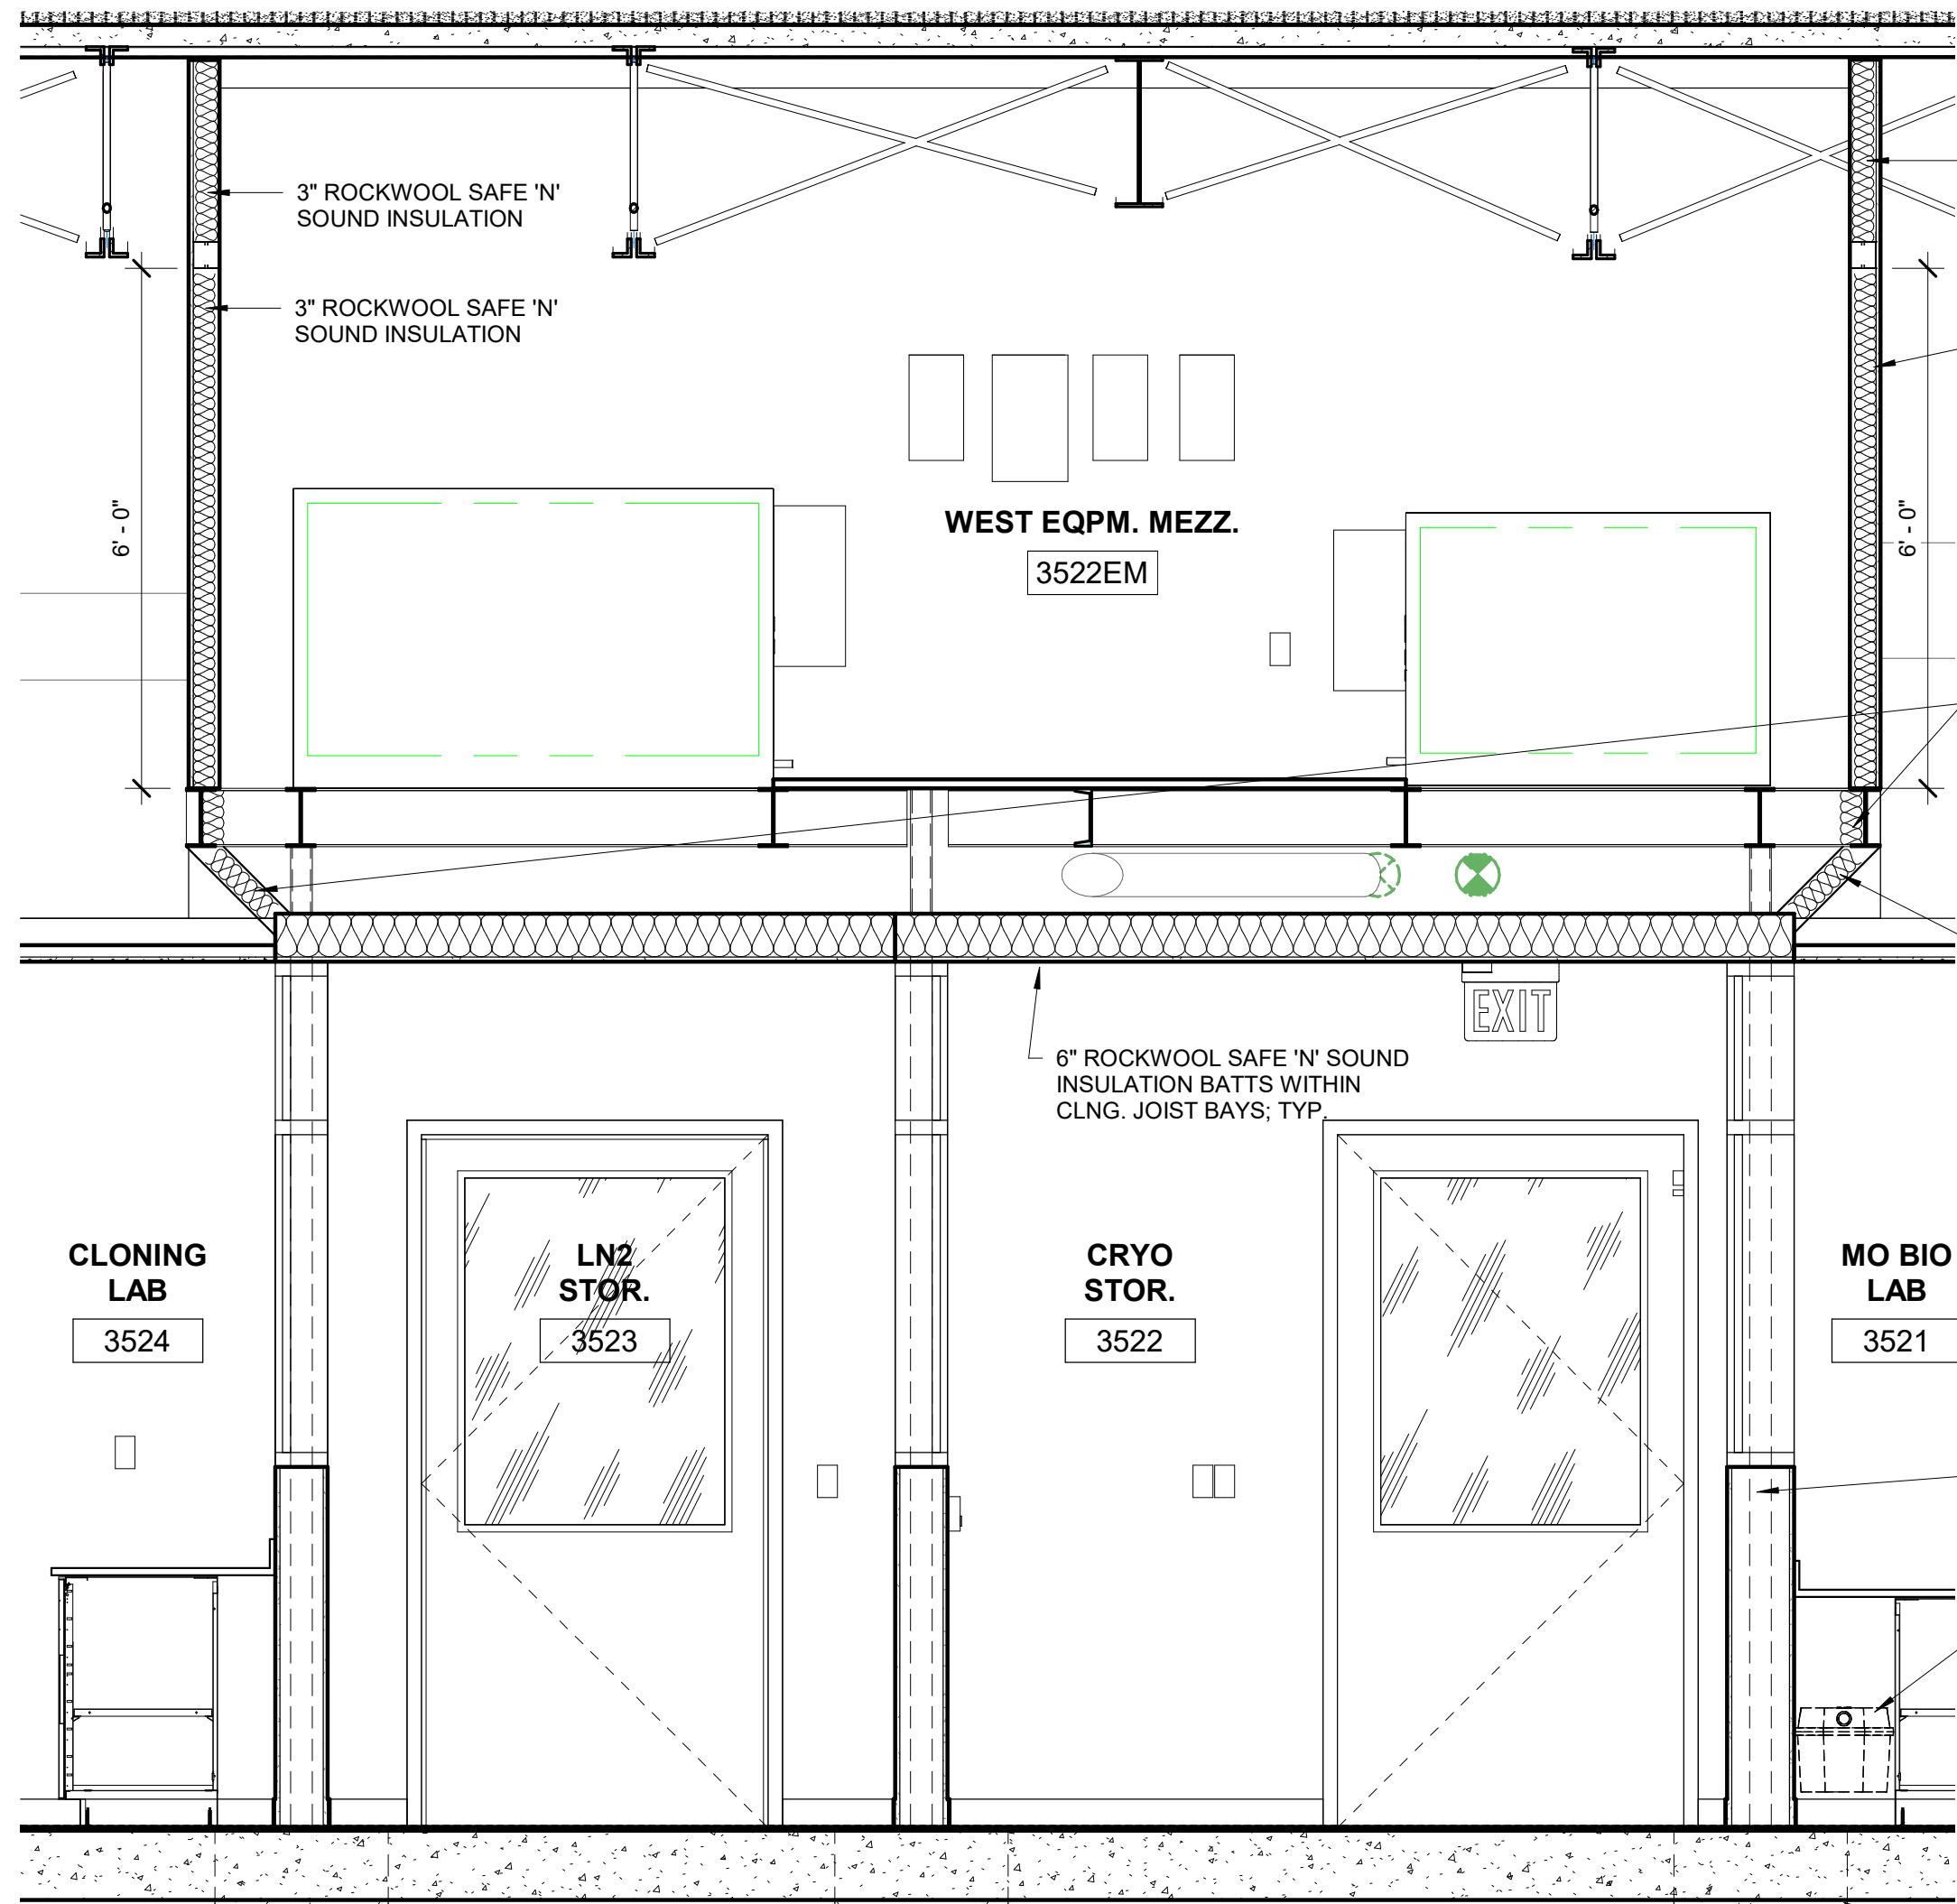 3" ROCKWOOL SAFE 'N'
SOUND INSULATION
3" ROCKWOOL SAFE 'N'
SOUND INSULATION
6' - 0"
WEST EQPM. MEZZ.
3522EM
6' - 0"
EXIT
6" ROCKWOOL SAFE 'N' SOUND
INSULATION BATTS WITHIN
CLNG. JOIST BAYS; TYP.
CLONING
LAB
3524
LN2
STOR.
3523
CRYO
STOR.
3522
MO BIO
LAB
3521